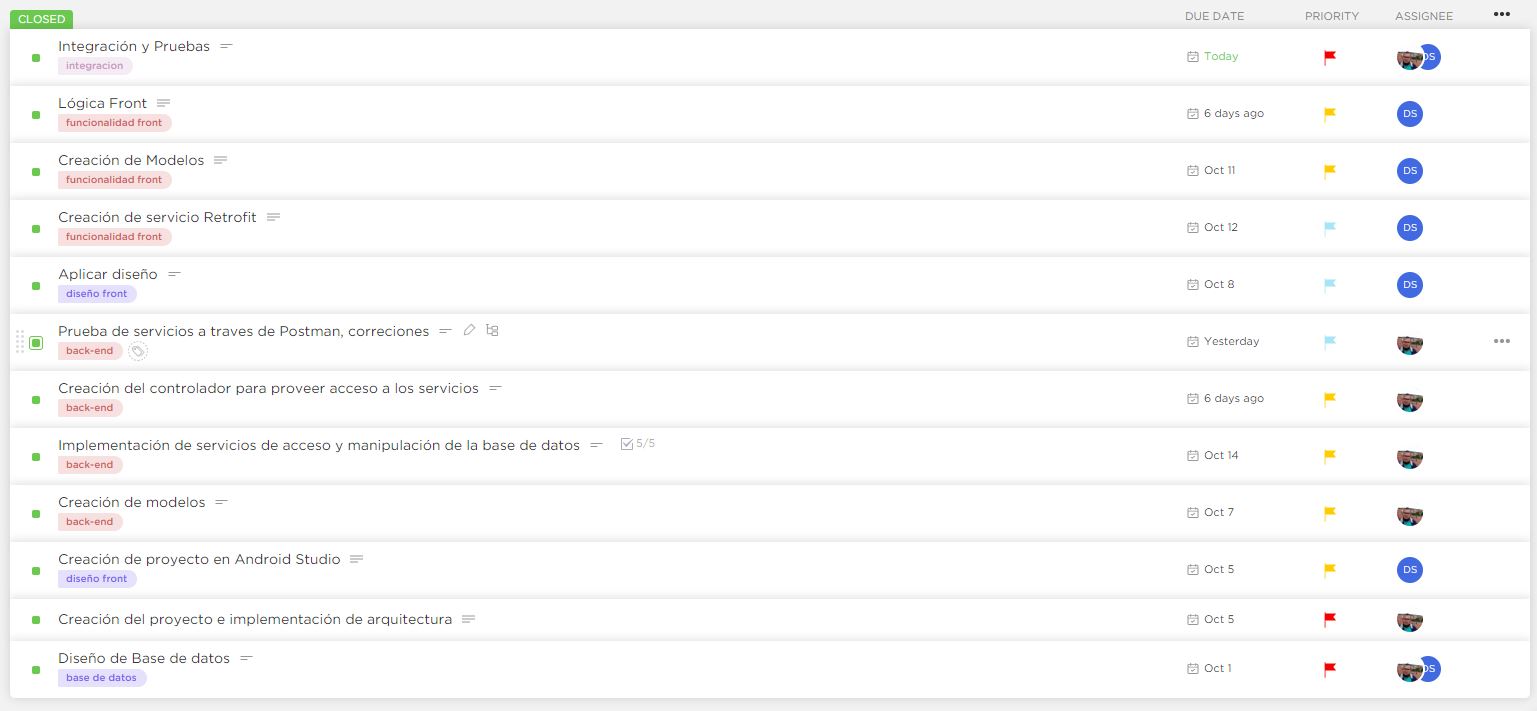 CLOSED DUE DATE PRIORITY ASSIGNEE
Integración y Pruebas
integracion
Today
DS
Lógica Front
funcionalidad front
6 days ago
DS
Creación de Modelos
funcionalidad front
Oct 11
DS
Creación de servicio Retrofit
funcionalidad front
Oct 12
DS
Aplicar diseño
diseño front
Oct 8
DS
Prueba de servicios a traves de Postman, correciones
back-end
Yesterday
Creación del controlador para proveer acceso a los servicios
back-end
6 days ago
Implementación de servicios de acceso y manipulación de la base de datos 5/5
back-end
Oct 14
Creación de modelos
back-end
Oct 7
Creación de proyecto en Android Studio
diseño front
Oct 5
DS
Creación del proyecto e implementación de arquitectura
Oct 5
Diseño de Base de datos
base de datos
Oct 1
DS